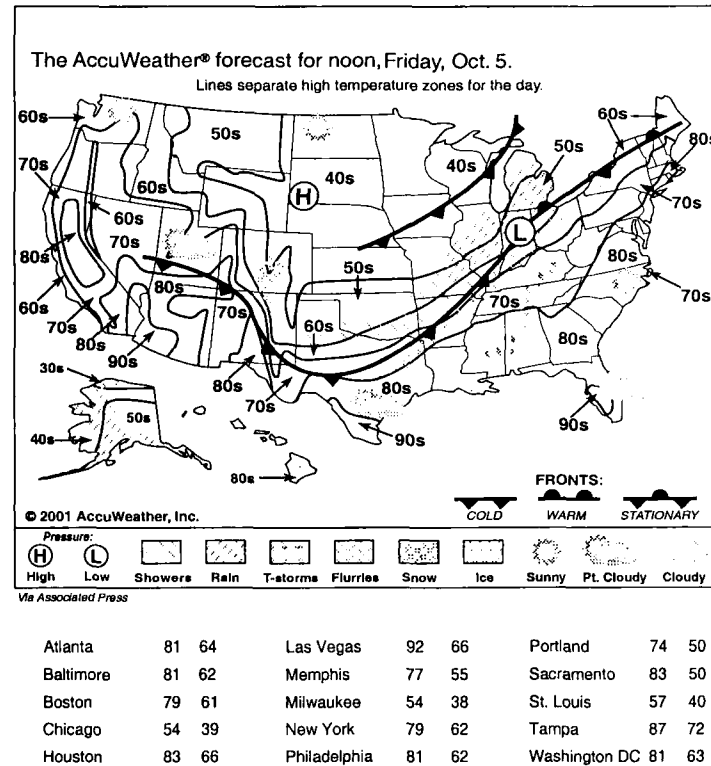 The AccuWeather® forecast for noon, Friday, Oct. 5.
Lines separate high temperature zones for the day.
60s
50s
60s
80s
70s
40s
40s
50s
60s
H
60s
70s
L
80s
70s
50s
80s
80s
70s
70s
60s
80s
70s
60s
70s
80s
90s
80s
80s
70s
80s
90s
90s
30s
50s
40s
80s
FRONTS:
COLD WARM STATIONARY
© 2001 AccuWeather, Inc.
Pressure:
H L
High Low Showers Rain T-storms Flurries Snow Ice Sunny Pt. Cloudy Cloudy
Via Associated Press
Atlanta 81 64 Las Vegas 92 66 Portland 74 50
Baltimore 81 62 Memphis 77 55 Sacramento 83 50
Boston 79 61 Milwaukee 54 38 St. Louis 57 40
Chicago 54 39 New York 79 62 Tampa 87 72
Houston 83 66 Philadelphia 81 62 Washington DC 81 63